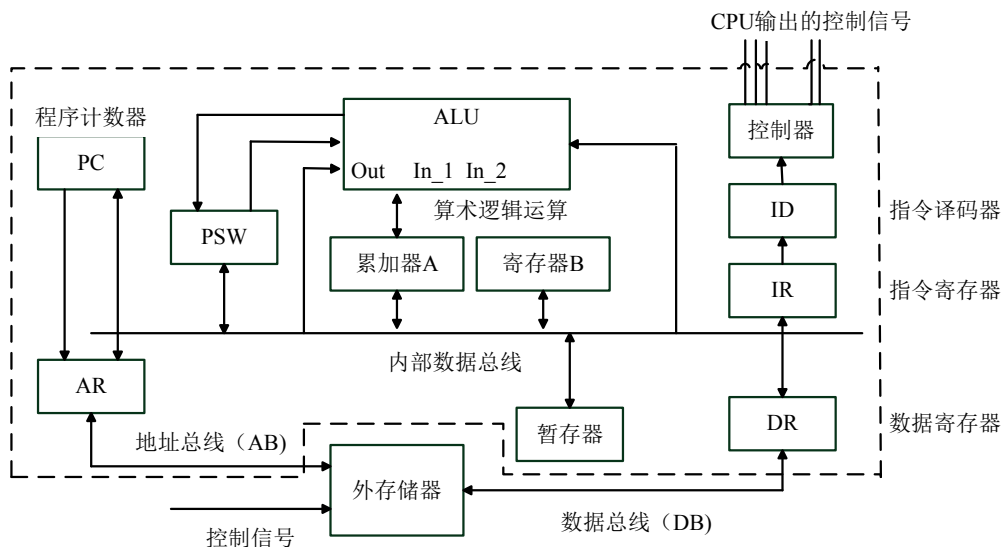 CPU输出的控制信号
程序计数器
PC
ALU
Out In_1 In_2
算术逻辑运算
控制器
PSW
累加器A
寄存器B
ID
指令译码器
IR
指令寄存器
内部数据总线
AR
暂存器
DR
数据寄存器
地址总线（AB)
外存储器
控制信号
数据总线（DB)